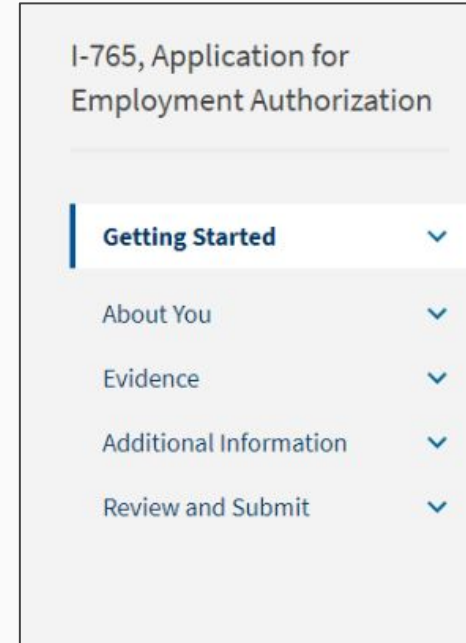 I-765, Application for
Employment Authorization
Getting Started
About You
Evidence
Additional Information
Review and Submit